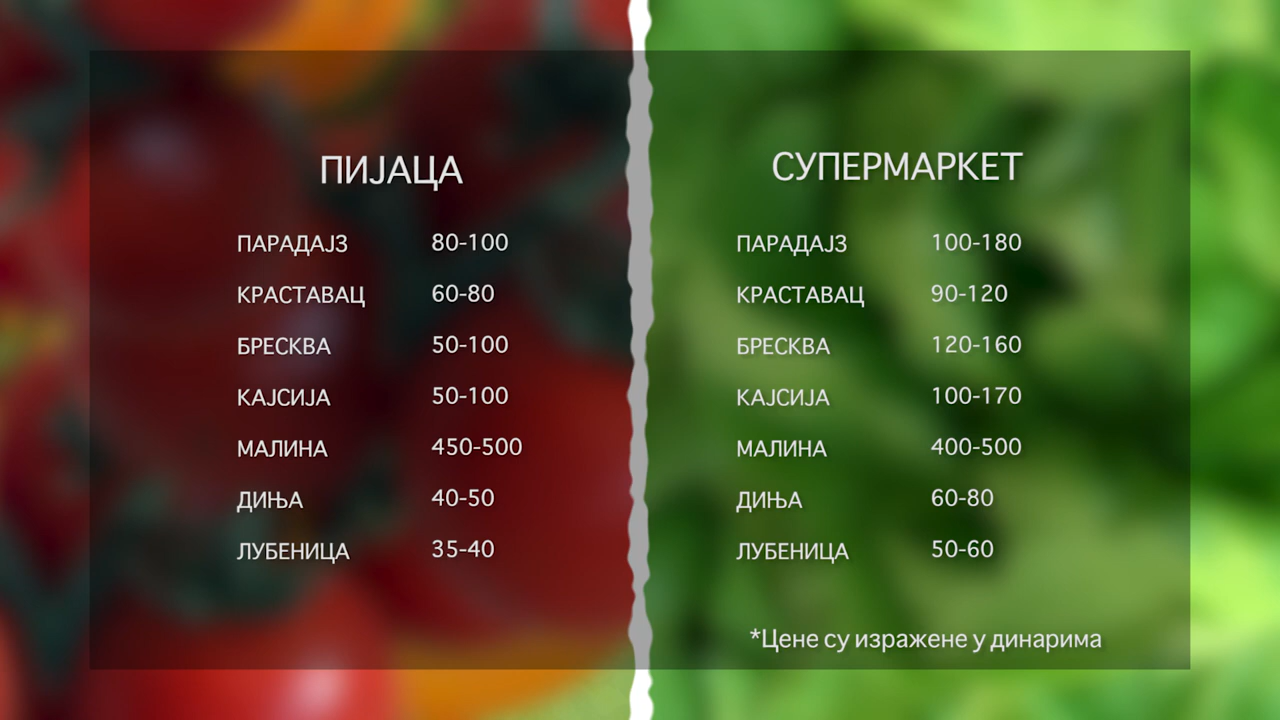 ПИЈАЦА
ПАРАДАЈЗ 80-100
КРАСТАВАЦ 60-80
БРЕСКВА 50-100
КАЈСИЈА 50-100
МАЛИНА 450-500
ДИЊА 40-50
ЛУБЕНИЦА 35-40
СУПЕРМАРКЕТ
ПАРАДАЈЗ 100-180
КРАСТАВАЦ 90-120
БРЕСКВА 120-160
КАЈСИЈА 100-170
МАЛИНА 400-500
ДИЊА 60-80
ЛУБЕНИЦА 50-60
*Цене су изражене у динарима